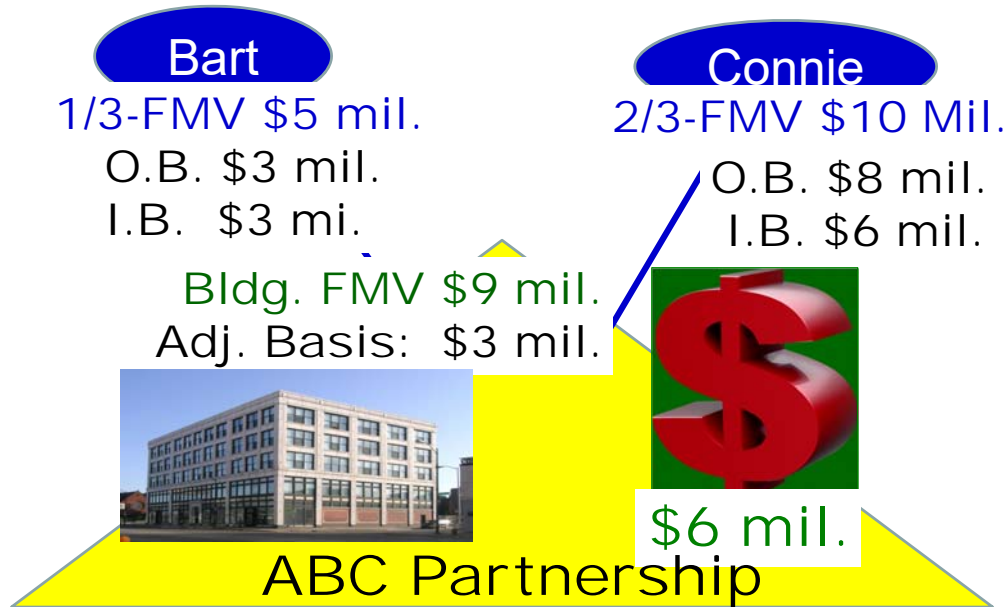 Bart
1/3-FMV $5 mil.
O.B. $3 mil.
I.B. $3 mi.
Connie
2/3-FMV $10 Mil.
O.B. $8 mil.
I.B. $6 mil.
Bldg. FMV $9 mil.
Adj. Basis: $3 mil.
$6 mil.
ABC Partnership